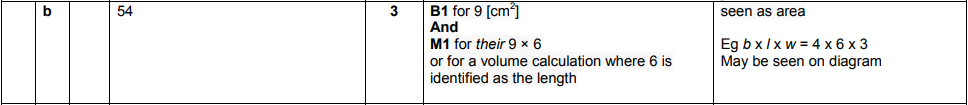 b 54 3 B1 for 9 [cm²] seen as area
And
M1 for their 9 × 6 Eg b x l x w = 4 x 6 x 3
or for a volume calculation where 6 is May be seen on diagram
identified as the length